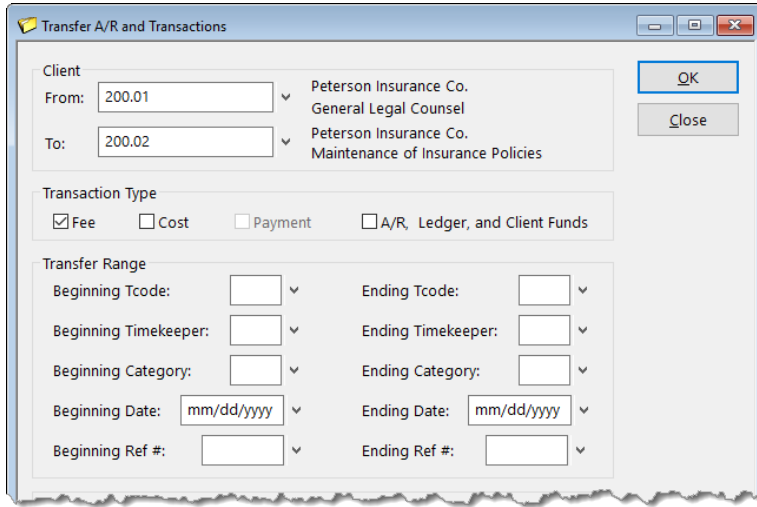 Transfer A/R and Transactions
Client
From: 200.01 Peterson Insurance Co.
General Legal Counsel
OK
To: 200.02 Peterson Insurance Co.
Maintenance of Insurance Policies
Close
Transaction Type
Fee Cost Payment A/R, Ledger, and Client Funds
Transfer Range
Beginning Tcode: Ending Tcode:
Beginning Timekeeper: Ending Timekeeper:
Beginning Category: Ending Category:
Beginning Date: mm/dd/yyyy Ending Date: mm/dd/yyyy
Beginning Ref #: Ending Ref #: